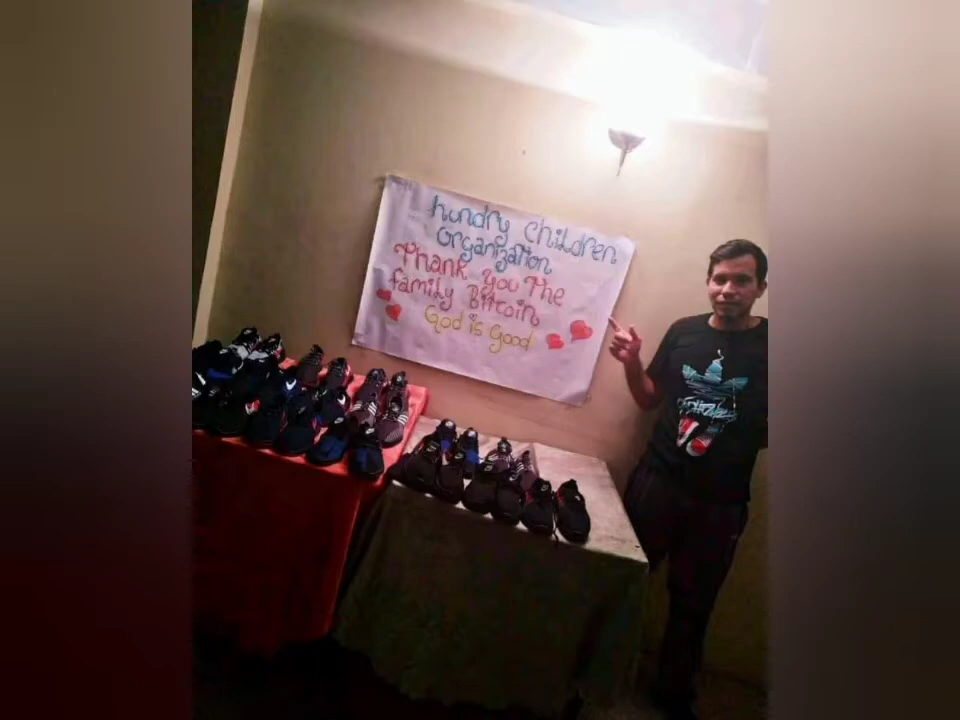 hundry children
organization
Thank you The
family Bitcoin
God is Good